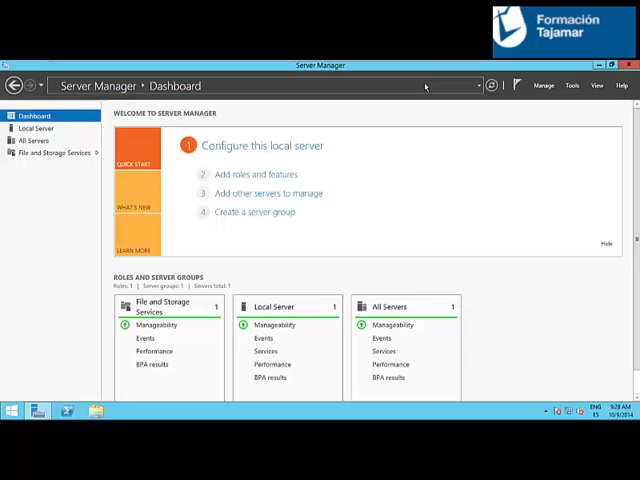 Formación
Tajamar
Server Manager
Server Manager • Dashboard
Manage Tools View Help
Dashboard
Local Server
All Servers
File and Storage Services
WELCOME TO SERVER MANAGER
QUICK START
WHAT'S NEW
LEARN MORE
1 Configure this local server
2 Add roles and features
3 Add other servers to manage
4 Create a server group
Hide
ROLES AND SERVER GROUPS
Roles: 1 | Server groups: 1 | Servers total: 1
File and Storage
Services
1
Manageability
Events
Performance
BPA results
Local Server 1
Manageability
Events
Services
Performance
BPA results
All Servers 1
Manageability
Events
Services
Performance
BPA results
ENG
ES
9:28 AM
10/9/2014